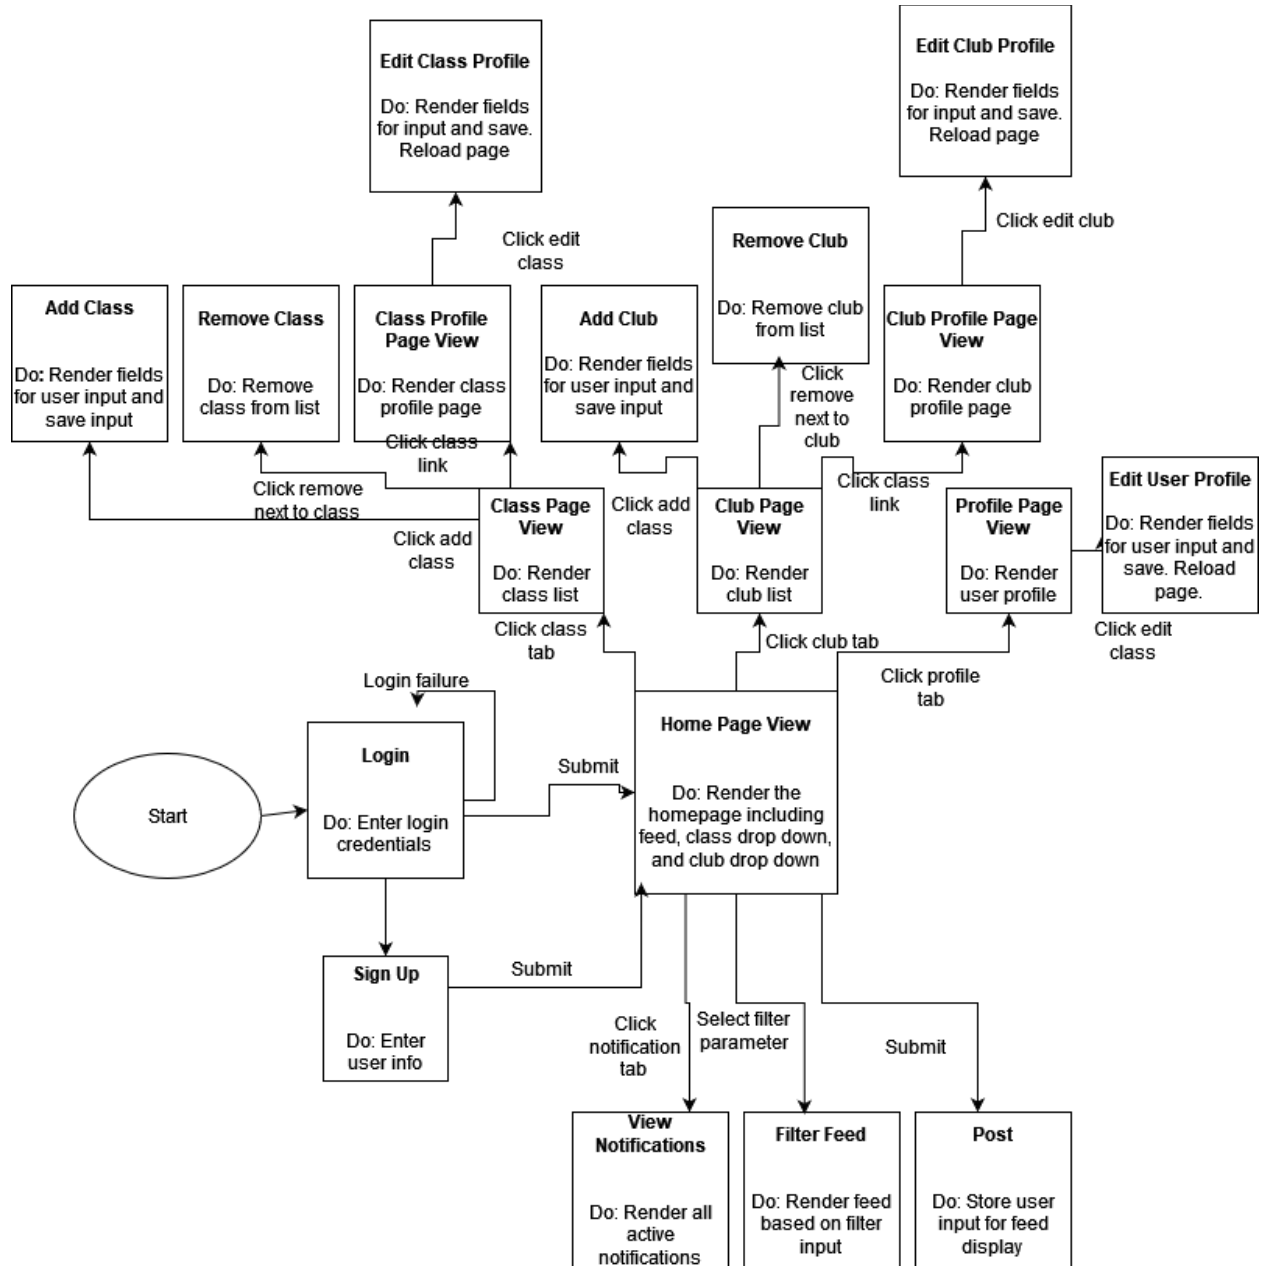 Edit Class Profile
Do: Render fields
for input and save.
Reload page
Edit Club Profile
Do: Render fields
for input and save.
Reload page
Click edit
class
Remove Club
Do: Remove club
from list
Click edit club
Add Class
Do: Render fields
for user input and
save input
Remove Class
Do: Remove
class from list
Class Profile
Page View
Do: Render class
profile page
Add Club
Do: Render fields
for user input and
save input
Club Profile Page
View
Do: Render club
profile page
Click
remove
next to
club
Click class
link
Click remove
next to class
Click add
class
Class Page
View
Do: Render
class list
Click add
class
Club Page
View
Do: Render
club list
Click class
link
Profile Page
View
Do: Render
user profile
Edit User Profile
Do: Render fields
for user input and
save. Reload
page.
Click edit
class
Click class
tab
Click club tab
Click profile
tab
Login failure
Start
Login
Do: Enter login
credentials
Submit
Home Page View
Do: Render the
homepage including
feed, class drop down,
and club drop down
Sign Up
Do: Enter
user info
Submit
Click
notification
tab
Select filter
parameter
Submit
View
Notifications
Do: Render all
active
notifications
Filter Feed
Do: Render feed
based on filter
input
Post
Do: Store user
input for feed
display